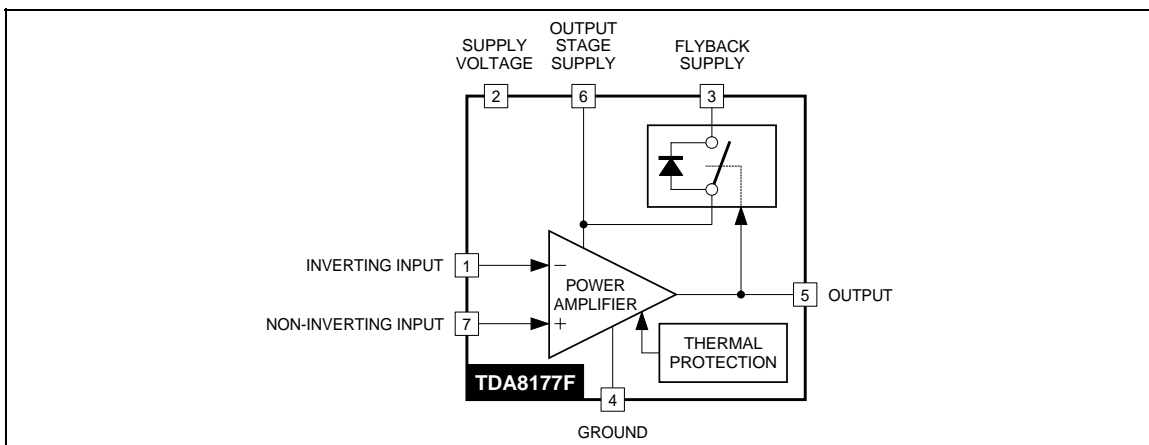 SUPPLY
VOLTAGE
OUTPUT
STAGE
SUPPLY
FLYBACK
SUPPLY
2
6
3
INVERTING INPUT
1
−
POWER
AMPLIFIER
5
OUTPUT
NON-INVERTING INPUT
7
+
THERMAL
PROTECTION
TDA8177F
4
GROUND